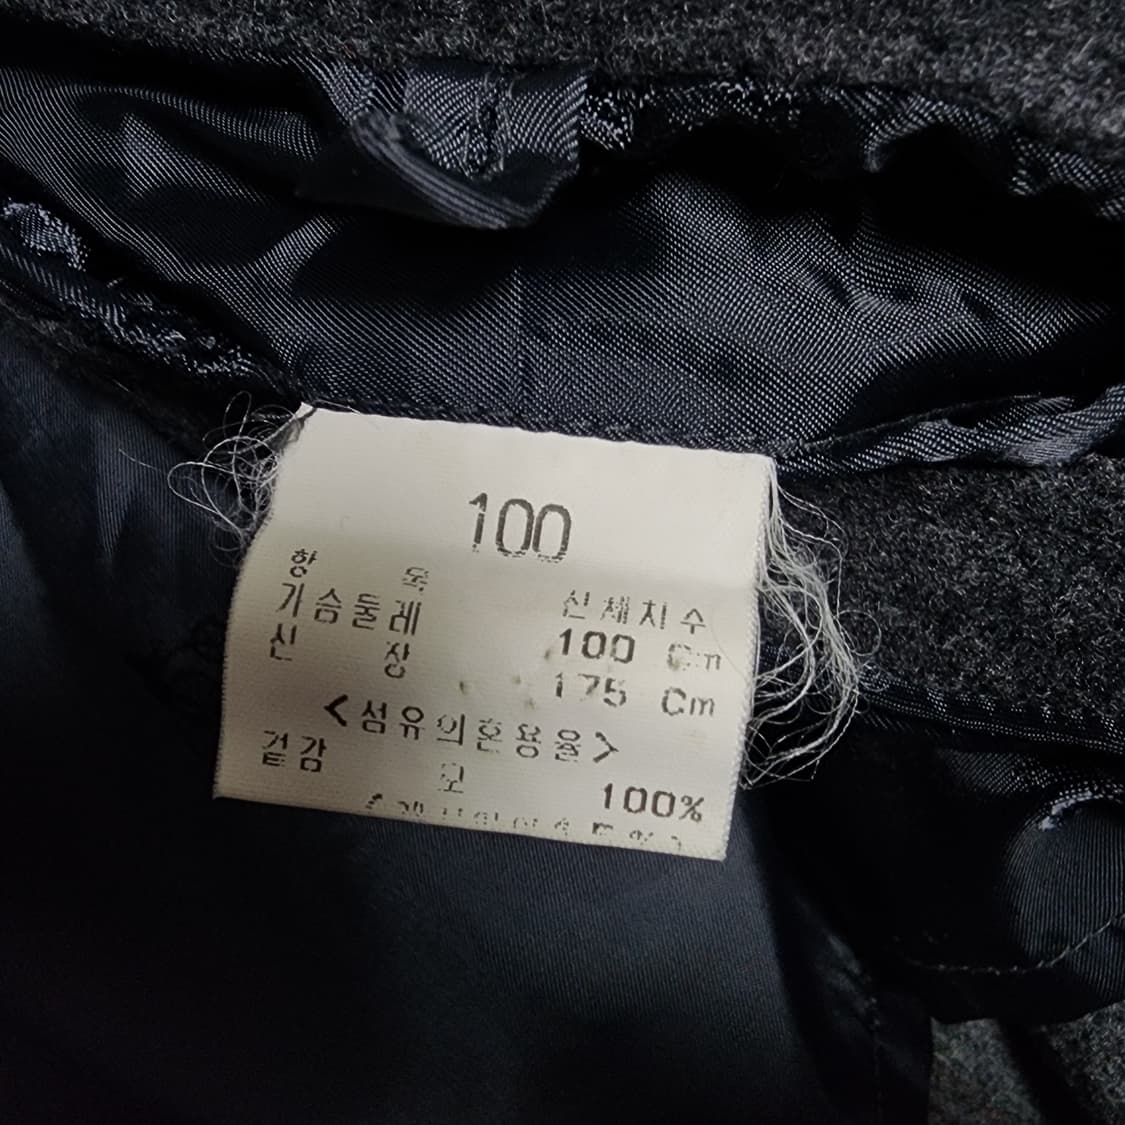 100
항 목 신체치수
가슴둘레 100 Cm
신 장 175 Cm
<섬유의혼용율>
겉감 모 100%